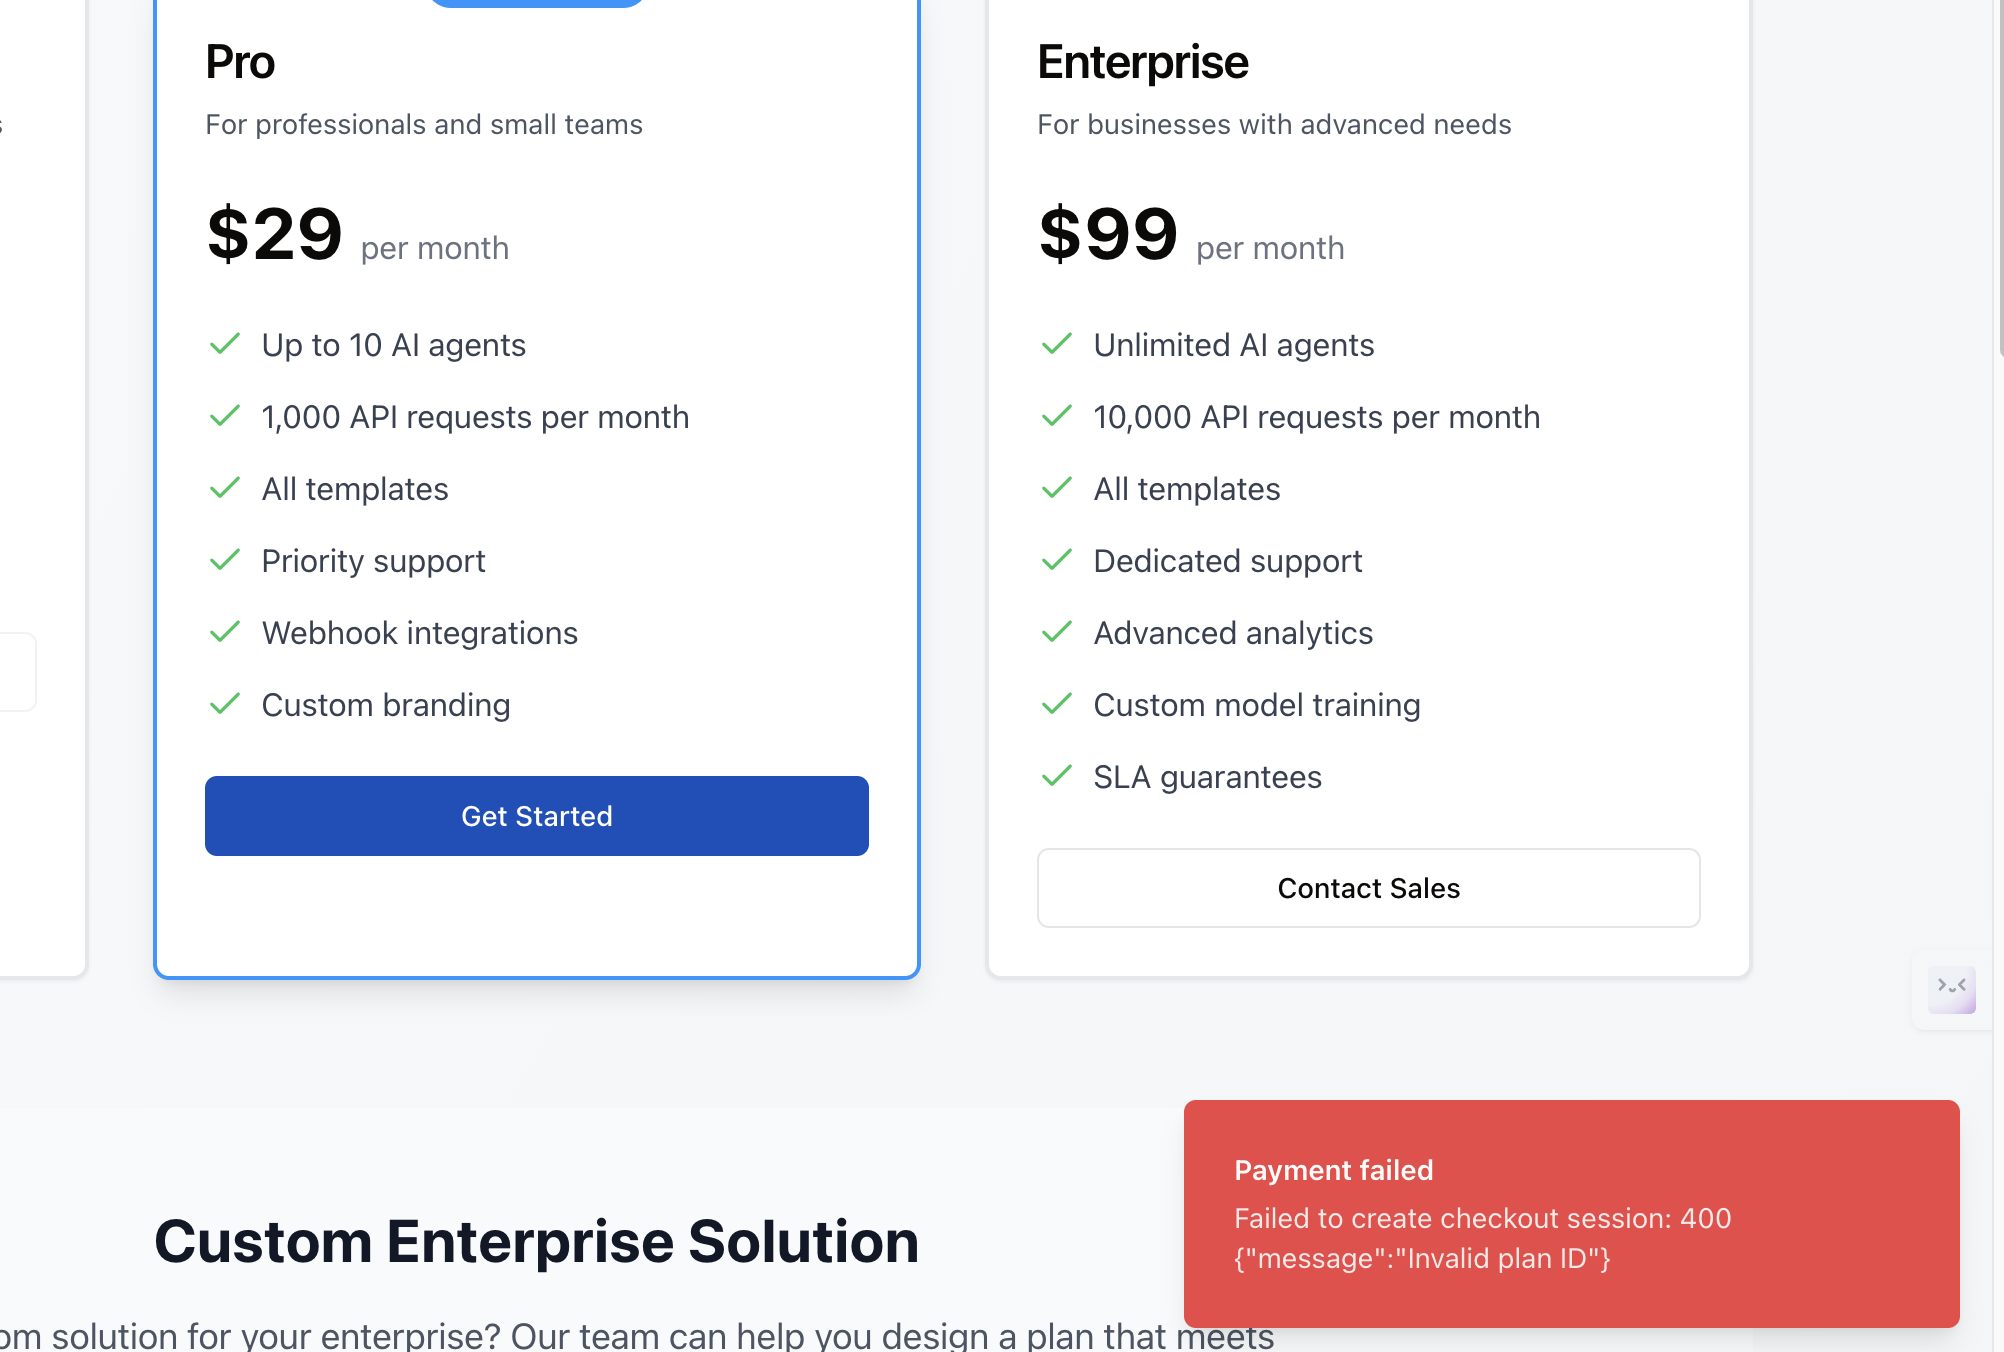 Pro
For professionals and small teams
$29 per month
Up to 10 AI agents
1,000 API requests per month
All templates
Priority support
Webhook integrations
Custom branding
Get Started
Enterprise
For businesses with advanced needs
$99 per month
Unlimited AI agents
10,000 API requests per month
All templates
Dedicated support
Advanced analytics
Custom model training
SLA guarantees
Contact Sales
Custom Enterprise Solution
solution for your enterprise? Our team can help you design a plan that meets
Payment failed
Failed to create checkout session: 400
{"message":"Invalid plan ID"}